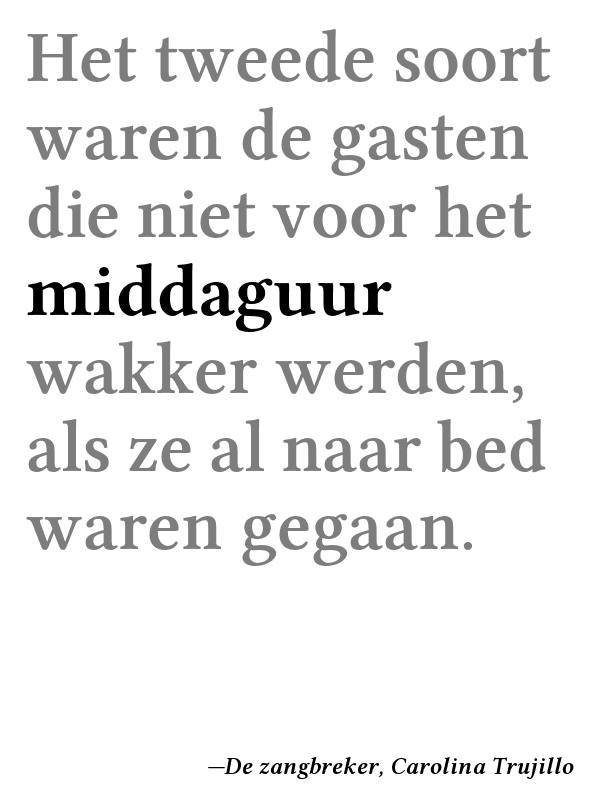 Het tweede soort
waren de gasten
die niet voor het
middaguur
wakker werden,
als ze al naar bed
waren gegaan.
—De zangbreker, Carolina Trujillo